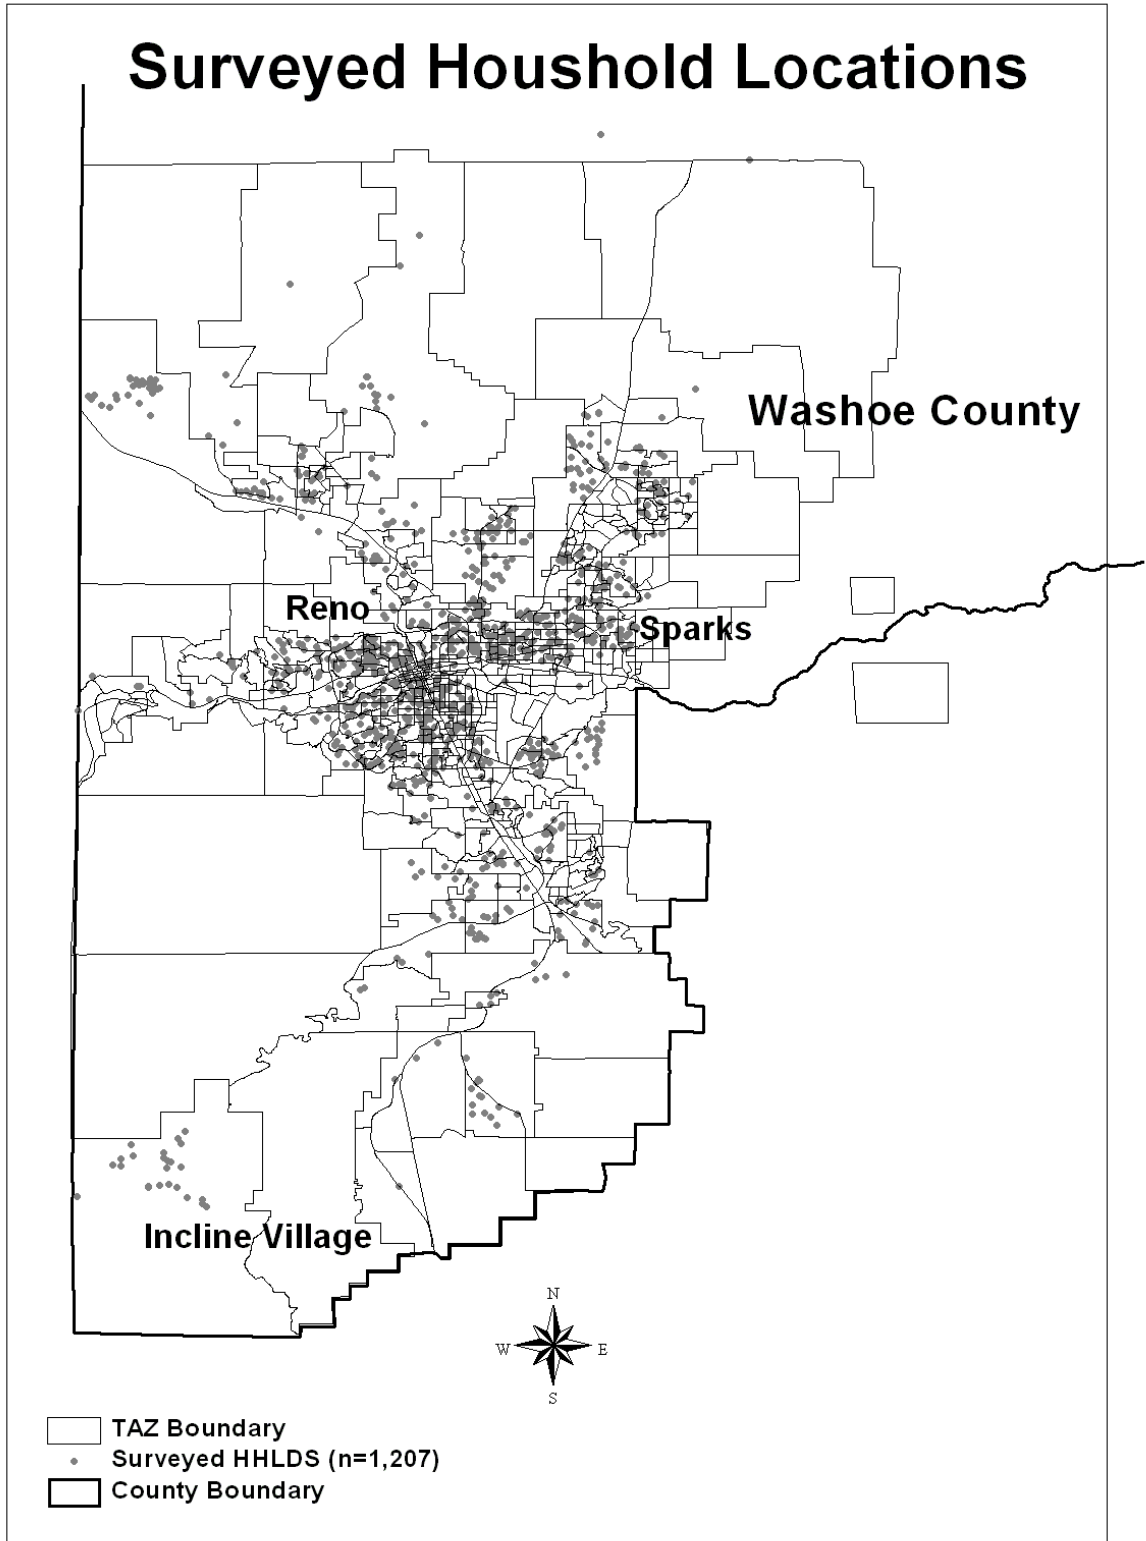 Surveyed Houshold Locations
Washoe County
Reno
Sparks
Incline Village
N
W E
S
TAZ Boundary
Surveyed HHLDS (n=1,207)
County Boundary